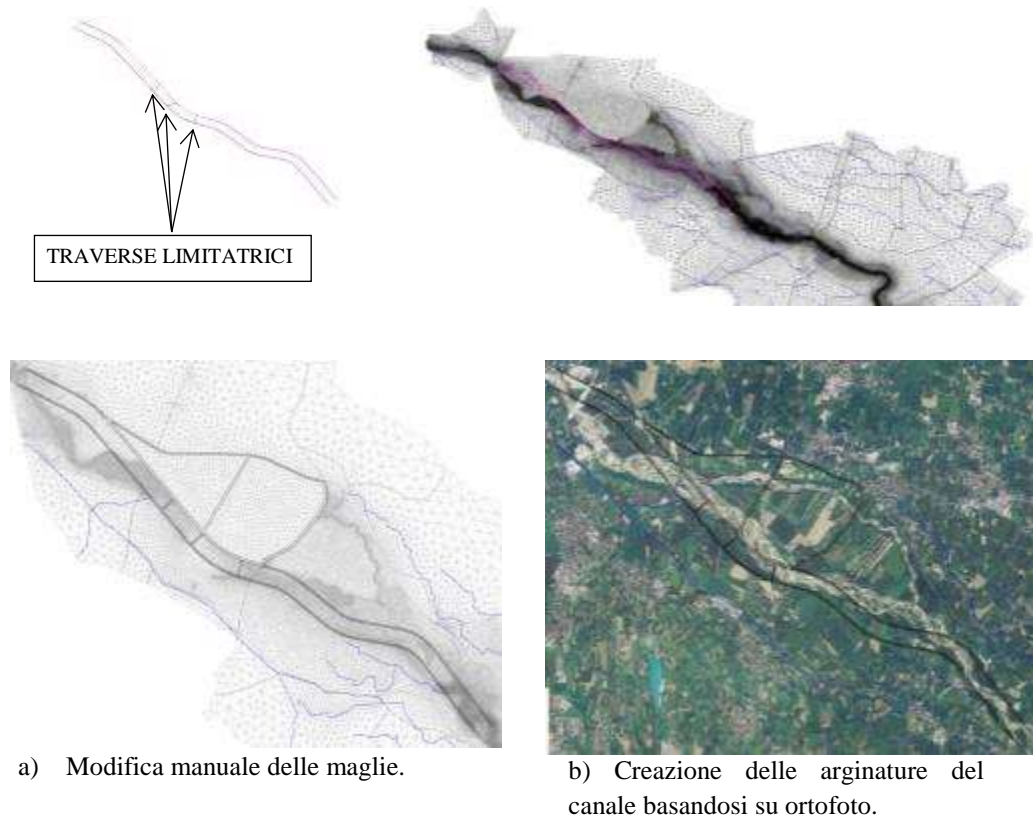 TRAVERSE LIMITATRICI
a) Modifica manuale delle maglie.
b) Creazione delle arginature del
canale basandosi su ortofoto.